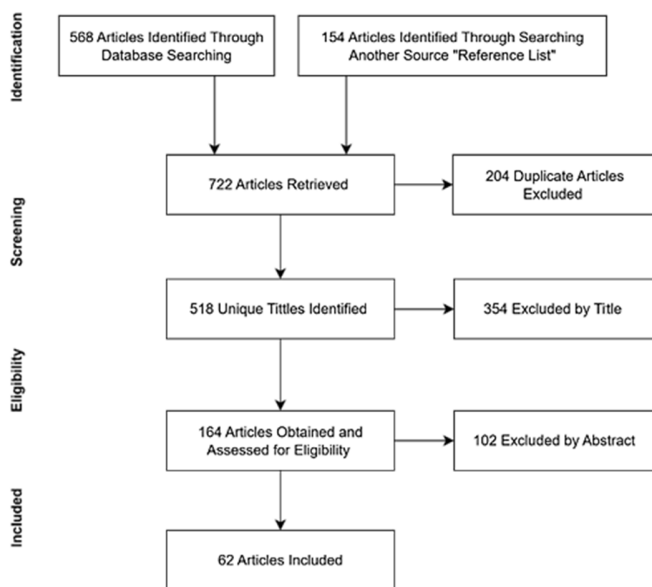 Identification
568 Articles Identified Through
Database Searching
154 Articles Identified Through Searching
Another Source "Reference List"
722 Articles Retrieved
204 Duplicate Articles
Excluded
Screening
518 Unique Tittles Identified
354 Excluded by Title
Eligibility
164 Articles Obtained and
Assessed for Eligibility
102 Excluded by Abstract
Included
62 Articles Included